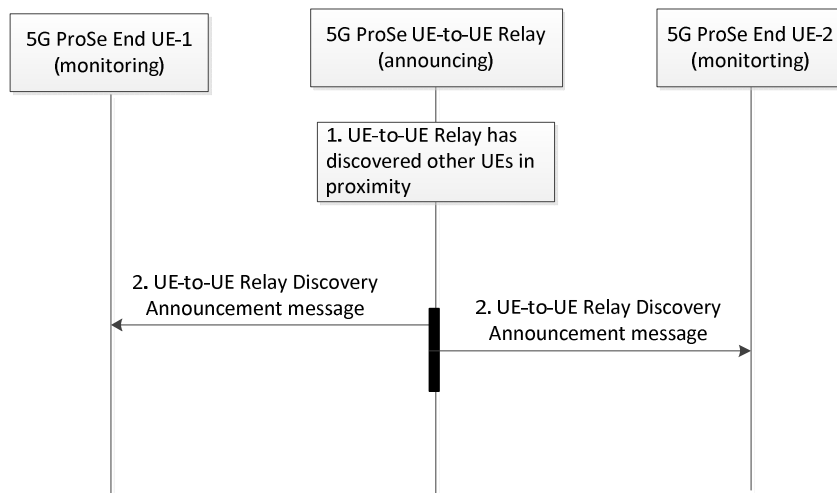 5G ProSe End UE-1
(monitoring)
5G ProSe UE-to-UE Relay
(announcing)
5G ProSe End UE-2
(monitorting)
1. UE-to-UE Relay has
discovered other UEs in
proximity
2. UE-to-UE Relay Discovery
Announcement message
2. UE-to-UE Relay Discovery
Announcement message